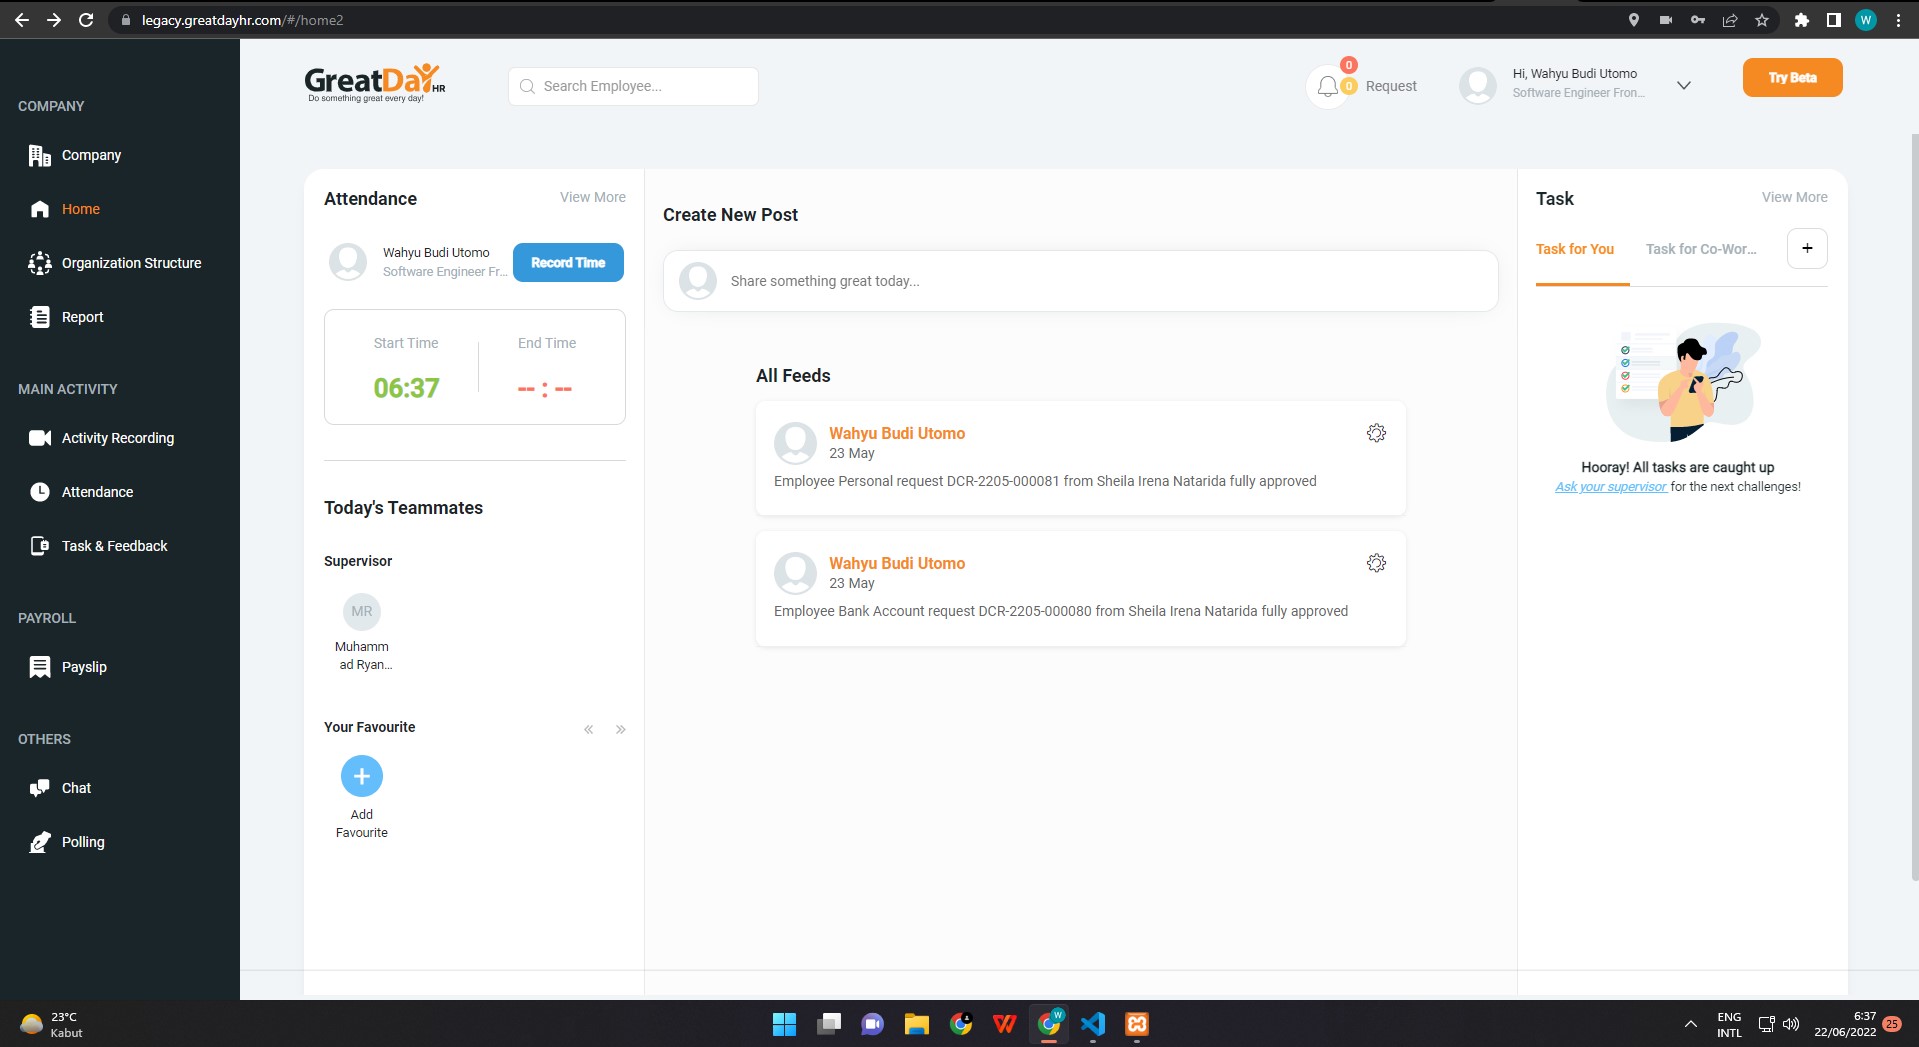 legacy.greatdayhr.com/#/home2
W
COMPANY
Company
Home
Organization Structure
Report
MAIN ACTIVITY
Activity Recording
Attendance
Task & Feedback
PAYROLL
Payslip
OTHERS
Chat
Polling
GreatDay HR
Do something great every day!
Search Employee...
0
0
Request
Hi, Wahyu Budi Utomo
Software Engineer Fron...
Try Beta
Attendance
View More
Wahyu Budi Utomo
Software Engineer Fr...
Record Time
Start Time
End Time
06:37
-- : --
Today's Teammates
Supervisor
MR
Muhamm
ad Ryan...
Your Favourite
« »
+
Add
Favourite
Create New Post
Share something great today...
All Feeds
Wahyu Budi Utomo
23 May
Employee Personal request DCR-2205-000081 from Sheila Irena Natarida fully approved
Wahyu Budi Utomo
23 May
Employee Bank Account request DCR-2205-000080 from Sheila Irena Natarida fully approved
Task
View More
Task for You
Task for Co-Wor...
+
Hooray! All tasks are caught up
Ask your supervisor for the next challenges!
23°C
Kabut
W
ENG
INTL
6:37
22/06/2022
25